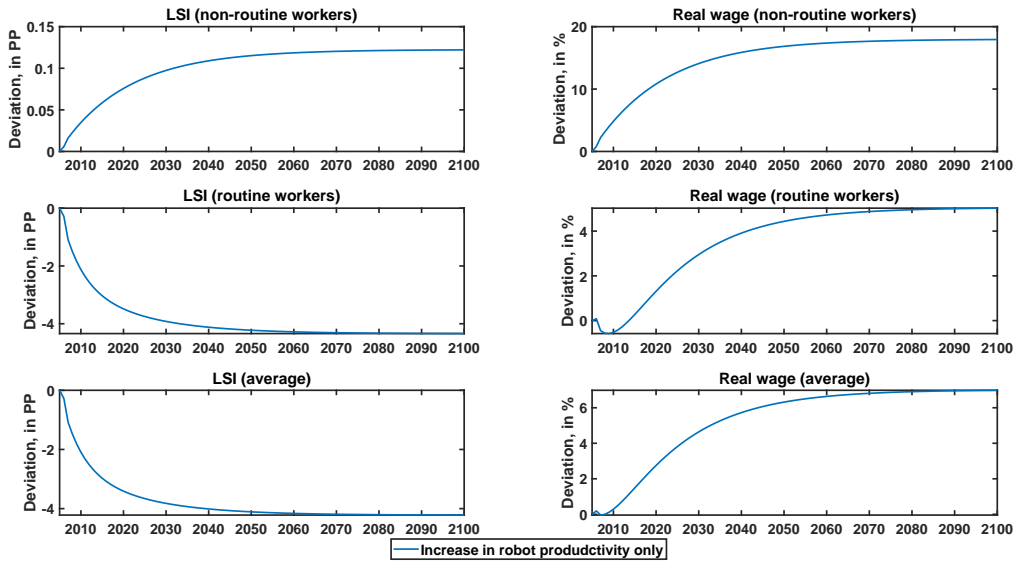 LSI (non-routine workers)
Deviation, in PP
0.15
0.1
0.05
0
2010 2020 2030 2040 2050 2060 2070 2080 2090 2100
Real wage (non-routine workers)
Deviation, in %
20
10
0
2010 2020 2030 2040 2050 2060 2070 2080 2090 2100
LSI (routine workers)
Deviation, in PP
0
-2
-4
2010 2020 2030 2040 2050 2060 2070 2080 2090 2100
Real wage (routine workers)
Deviation, in %
4
2
0
2010 2020 2030 2040 2050 2060 2070 2080 2090 2100
LSI (average)
Deviation, in PP
0
-2
-4
2010 2020 2030 2040 2050 2060 2070 2080 2090 2100
Real wage (average)
Deviation, in %
6
4
2
0
2010 2020 2030 2040 2050 2060 2070 2080 2090 2100
Increase in robot produdctivity only